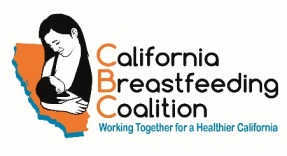 California
Breastfeeding
Coalition
Working Together for a Healthier California